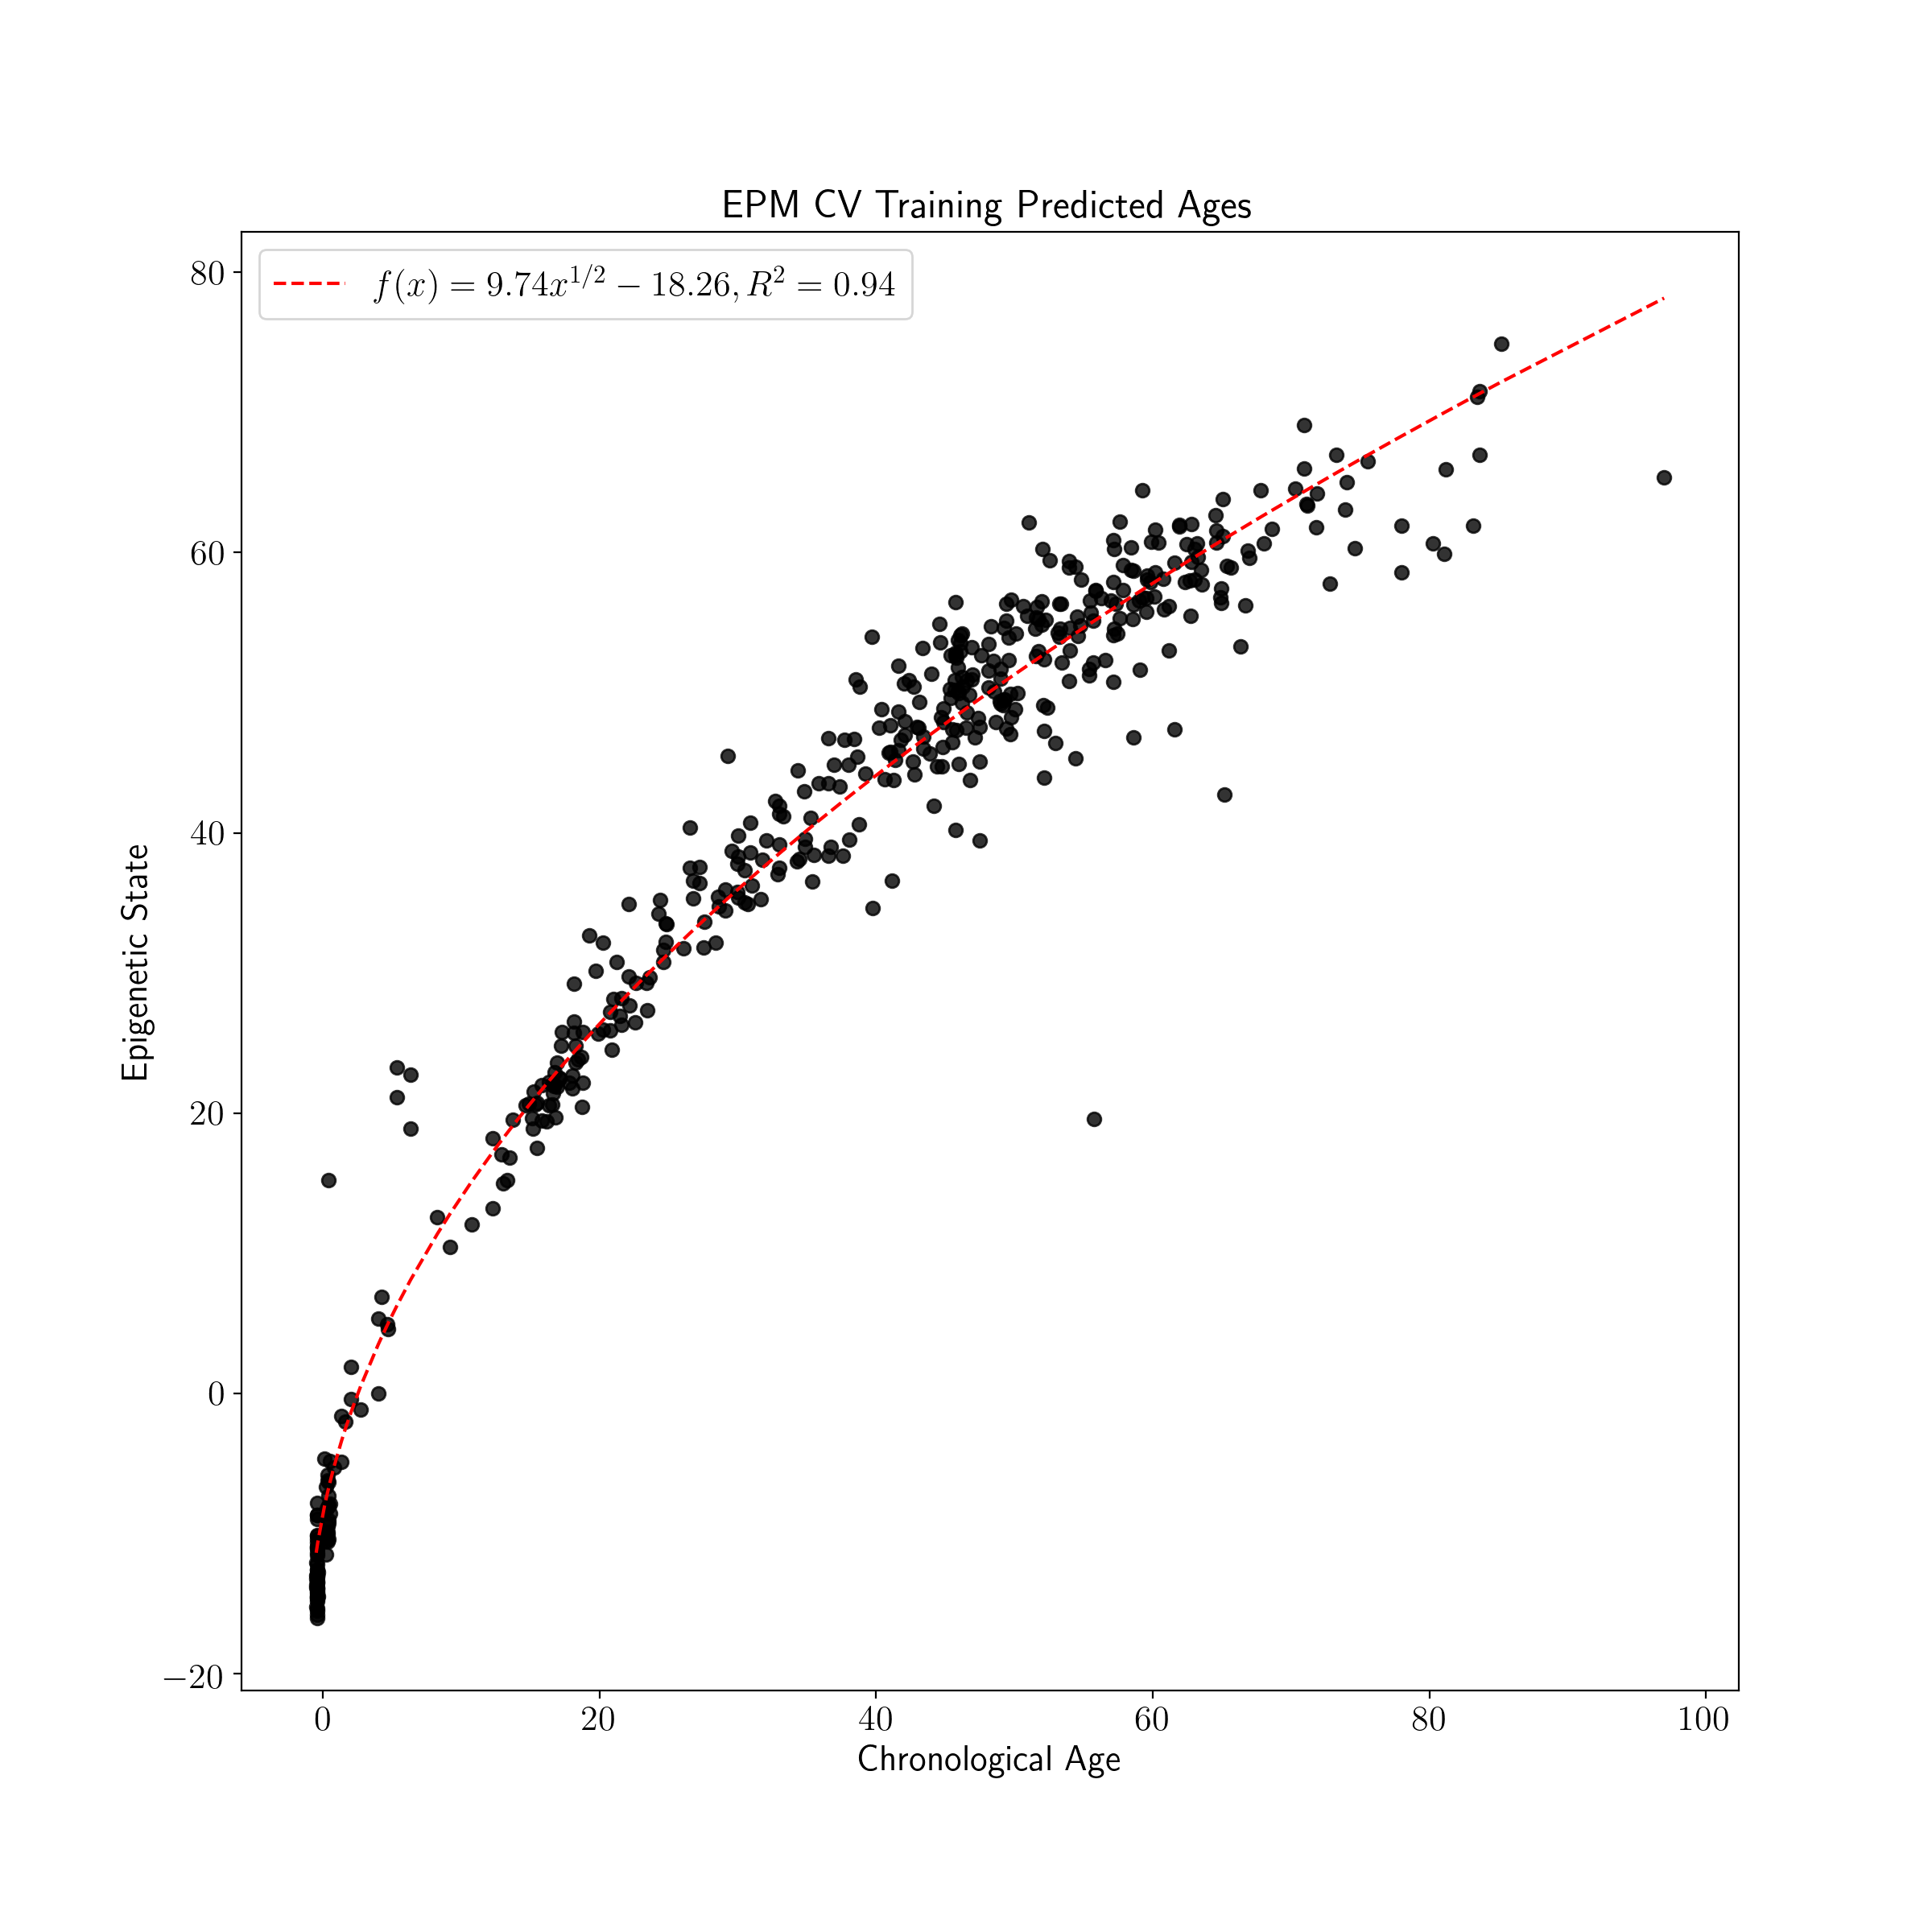 EPM CV Training Predicted Ages
f(x) = 9.74x^{1/2} − 18.26, R^2 = 0.94
80
60
40
20
0
−20
Epigenetic State
0 20 40 60 80 100
Chronological Age